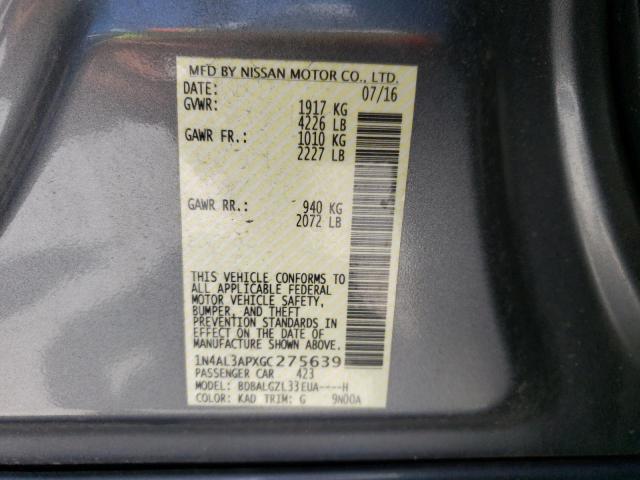 MFD BY NISSAN MOTOR CO., LTD.
DATE: 07/16
GVWR: 1917 KG
4226 LB
GAWR FR.: 1010 KG
2227 LB
GAWR RR.: 940 KG
2072 LB
THIS VEHICLE CONFORMS TO
ALL APPLICABLE FEDERAL
MOTOR VEHICLE SAFETY,
BUMPER, AND THEFT
PREVENTION STANDARDS IN
EFFECT ON THE DATE OF
MANUFACTURE SHOWN ABOVE.
1N4AL3APXGC275639
PASSENGER CAR 423
MODEL: BDBALGZL33EUA----H
COLOR: KAD TRIM: G 9N00A